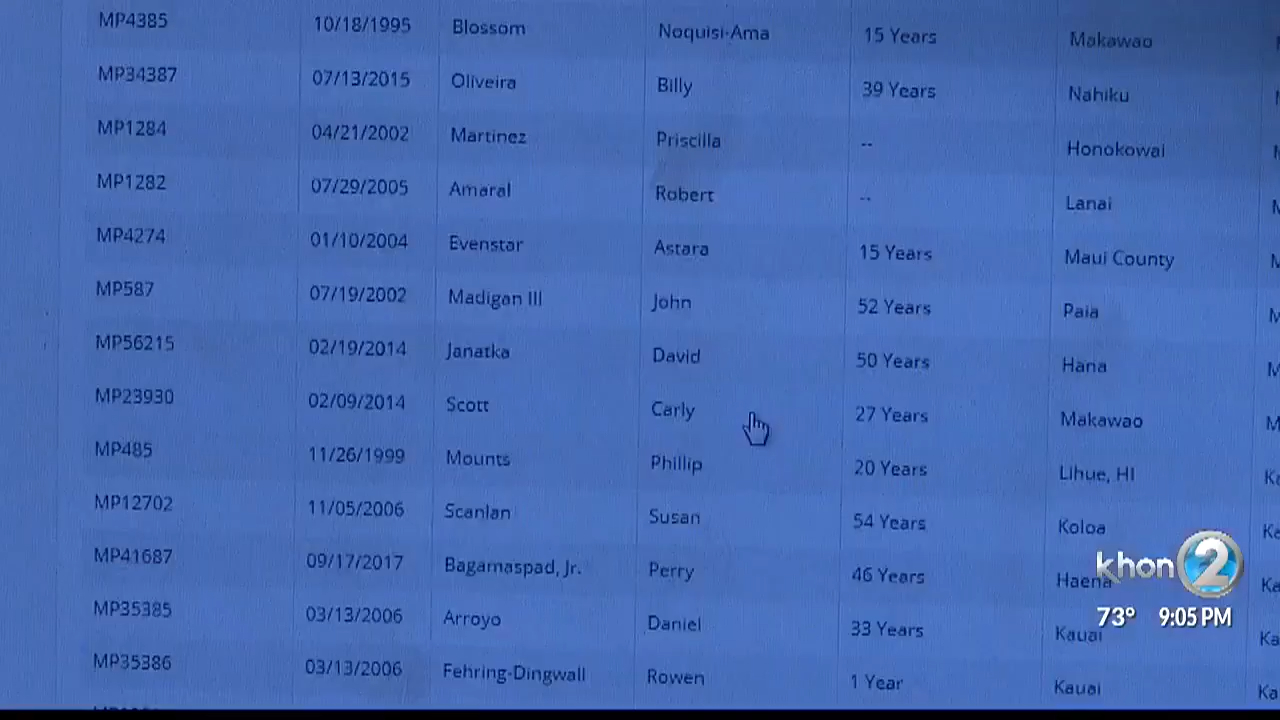 MP4385 10/18/1995 Blossom Noquisi-Ama 15 Years Makawao
MP34387 07/13/2015 Oliveira Billy 39 Years Nahiku
MP1284 04/21/2002 Martinez Priscilla -- Honokowai
MP1282 07/29/2005 Amaral Robert -- Lanai
MP4274 01/10/2004 Evenstar Astara 15 Years Maui County
MP587 07/19/2002 Madigan III John 52 Years Paia
MP56215 02/19/2014 Janatka David 50 Years Hana
MP23930 02/09/2014 Scott Carly 27 Years Makawao
MP485 11/26/1999 Mounts Phillip 20 Years Lihue, HI
MP12702 11/05/2006 Scanlan Susan 54 Years Koloa
MP41687 09/17/2017 Bagamaspad, Jr. Perry 46 Years Haena
MP35385 03/13/2006 Arroyo Daniel 33 Years Kauai
MP35386 03/13/2006 Fehring-Dingwall Rowen 1 Year Kauai
khon 2
73° 9:05 PM